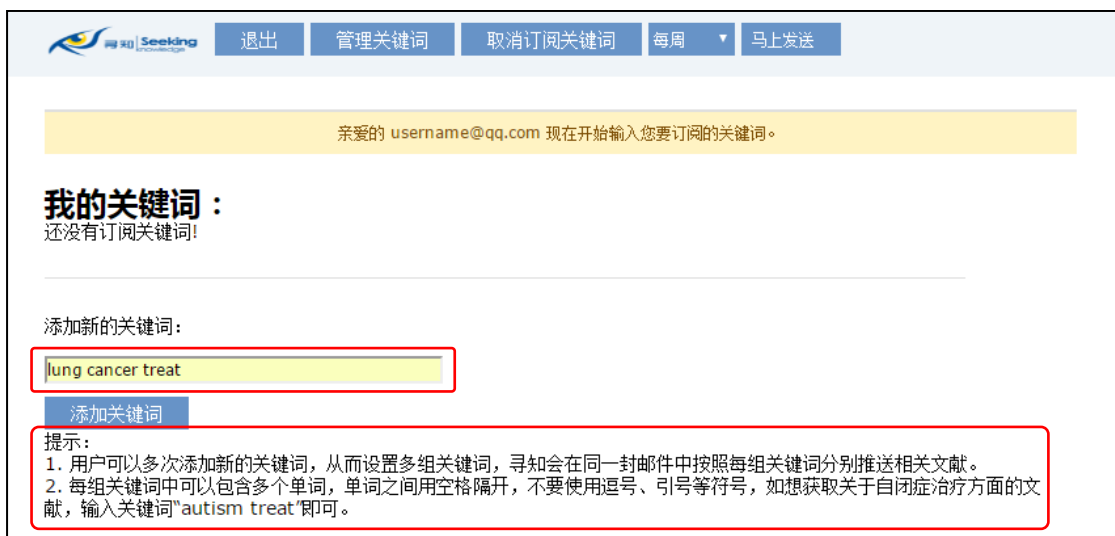 寻知 Seeking knowledge 退出 管理关键词 取消订阅关键词 每周 马上发送
亲爱的 username@qq.com 现在开始输入您要订阅的关键词。
我的关键词：
还没有订阅关键词!
添加新的关键词:
lung cancer treat
添加关键词
提示:
1. 用户可以多次添加新的关键词，从而设置多组关键词，寻知会在同一封邮件中按照每组关键词分别推送相关文献。
2. 每组关键词中可以包含多个单词，单词之间用空格隔开，不要使用逗号、引号等符号，如想获取关于自闭症治疗方面的文
献，输入关键词“autism treat”即可。